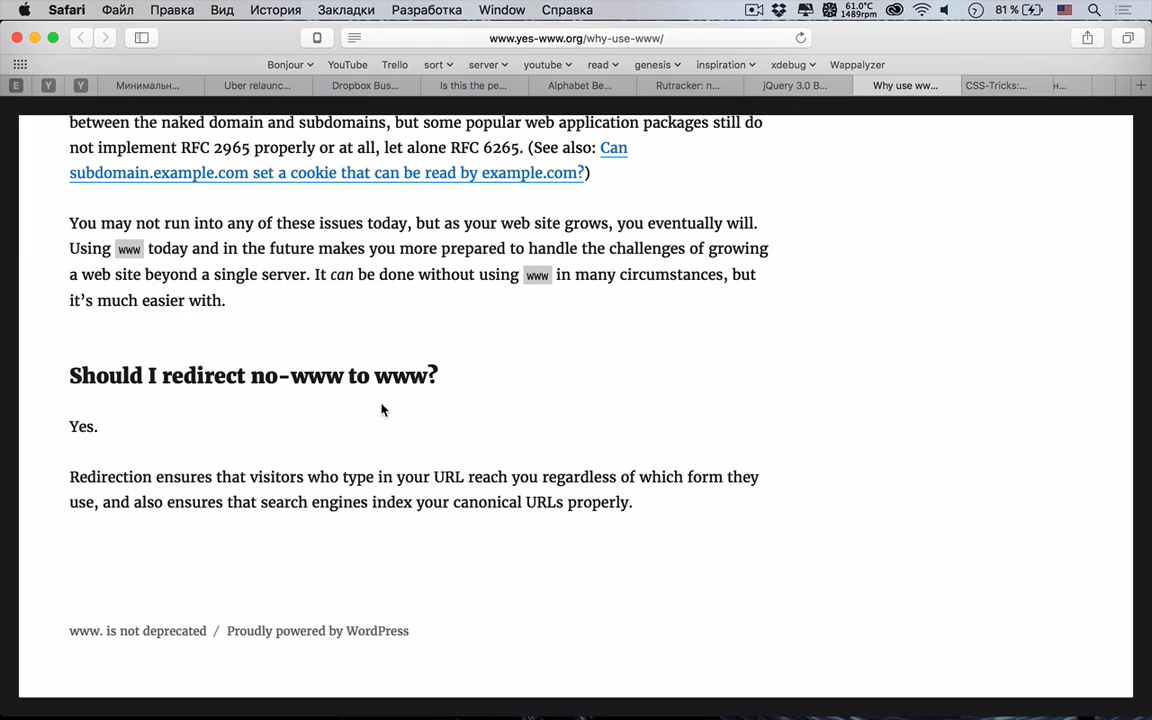 Safari Файл Правка Вид История Закладки Разработка Window Справка 61.0°C 1489rpm 81 %
www.yes-www.org/why-use-www/
Bonjour YouTube Trello sort server youtube read genesis inspiration xdebug Wappalyzer
E Y Y Минимальн... Uber relaunc... Dropbox Bus... Is this the pe... Alphabet Be... Rutracker: n... jQuery 3.0 B... Why use ww... CSS-Tricks:... н...
between the naked domain and subdomains, but some popular web application packages still do
not implement RFC 2965 properly or at all, let alone RFC 6265. (See also: Can
subdomain.example.com set a cookie that can be read by example.com?)
You may not run into any of these issues today, but as your web site grows, you eventually will.
Using www today and in the future makes you more prepared to handle the challenges of growing
a web site beyond a single server. It can be done without using www in many circumstances, but
it's much easier with.
Should I redirect no-www to www?
Yes.
Redirection ensures that visitors who type in your URL reach you regardless of which form they
use, and also ensures that search engines index your canonical URLs properly.
www. is not deprecated / Proudly powered by WordPress